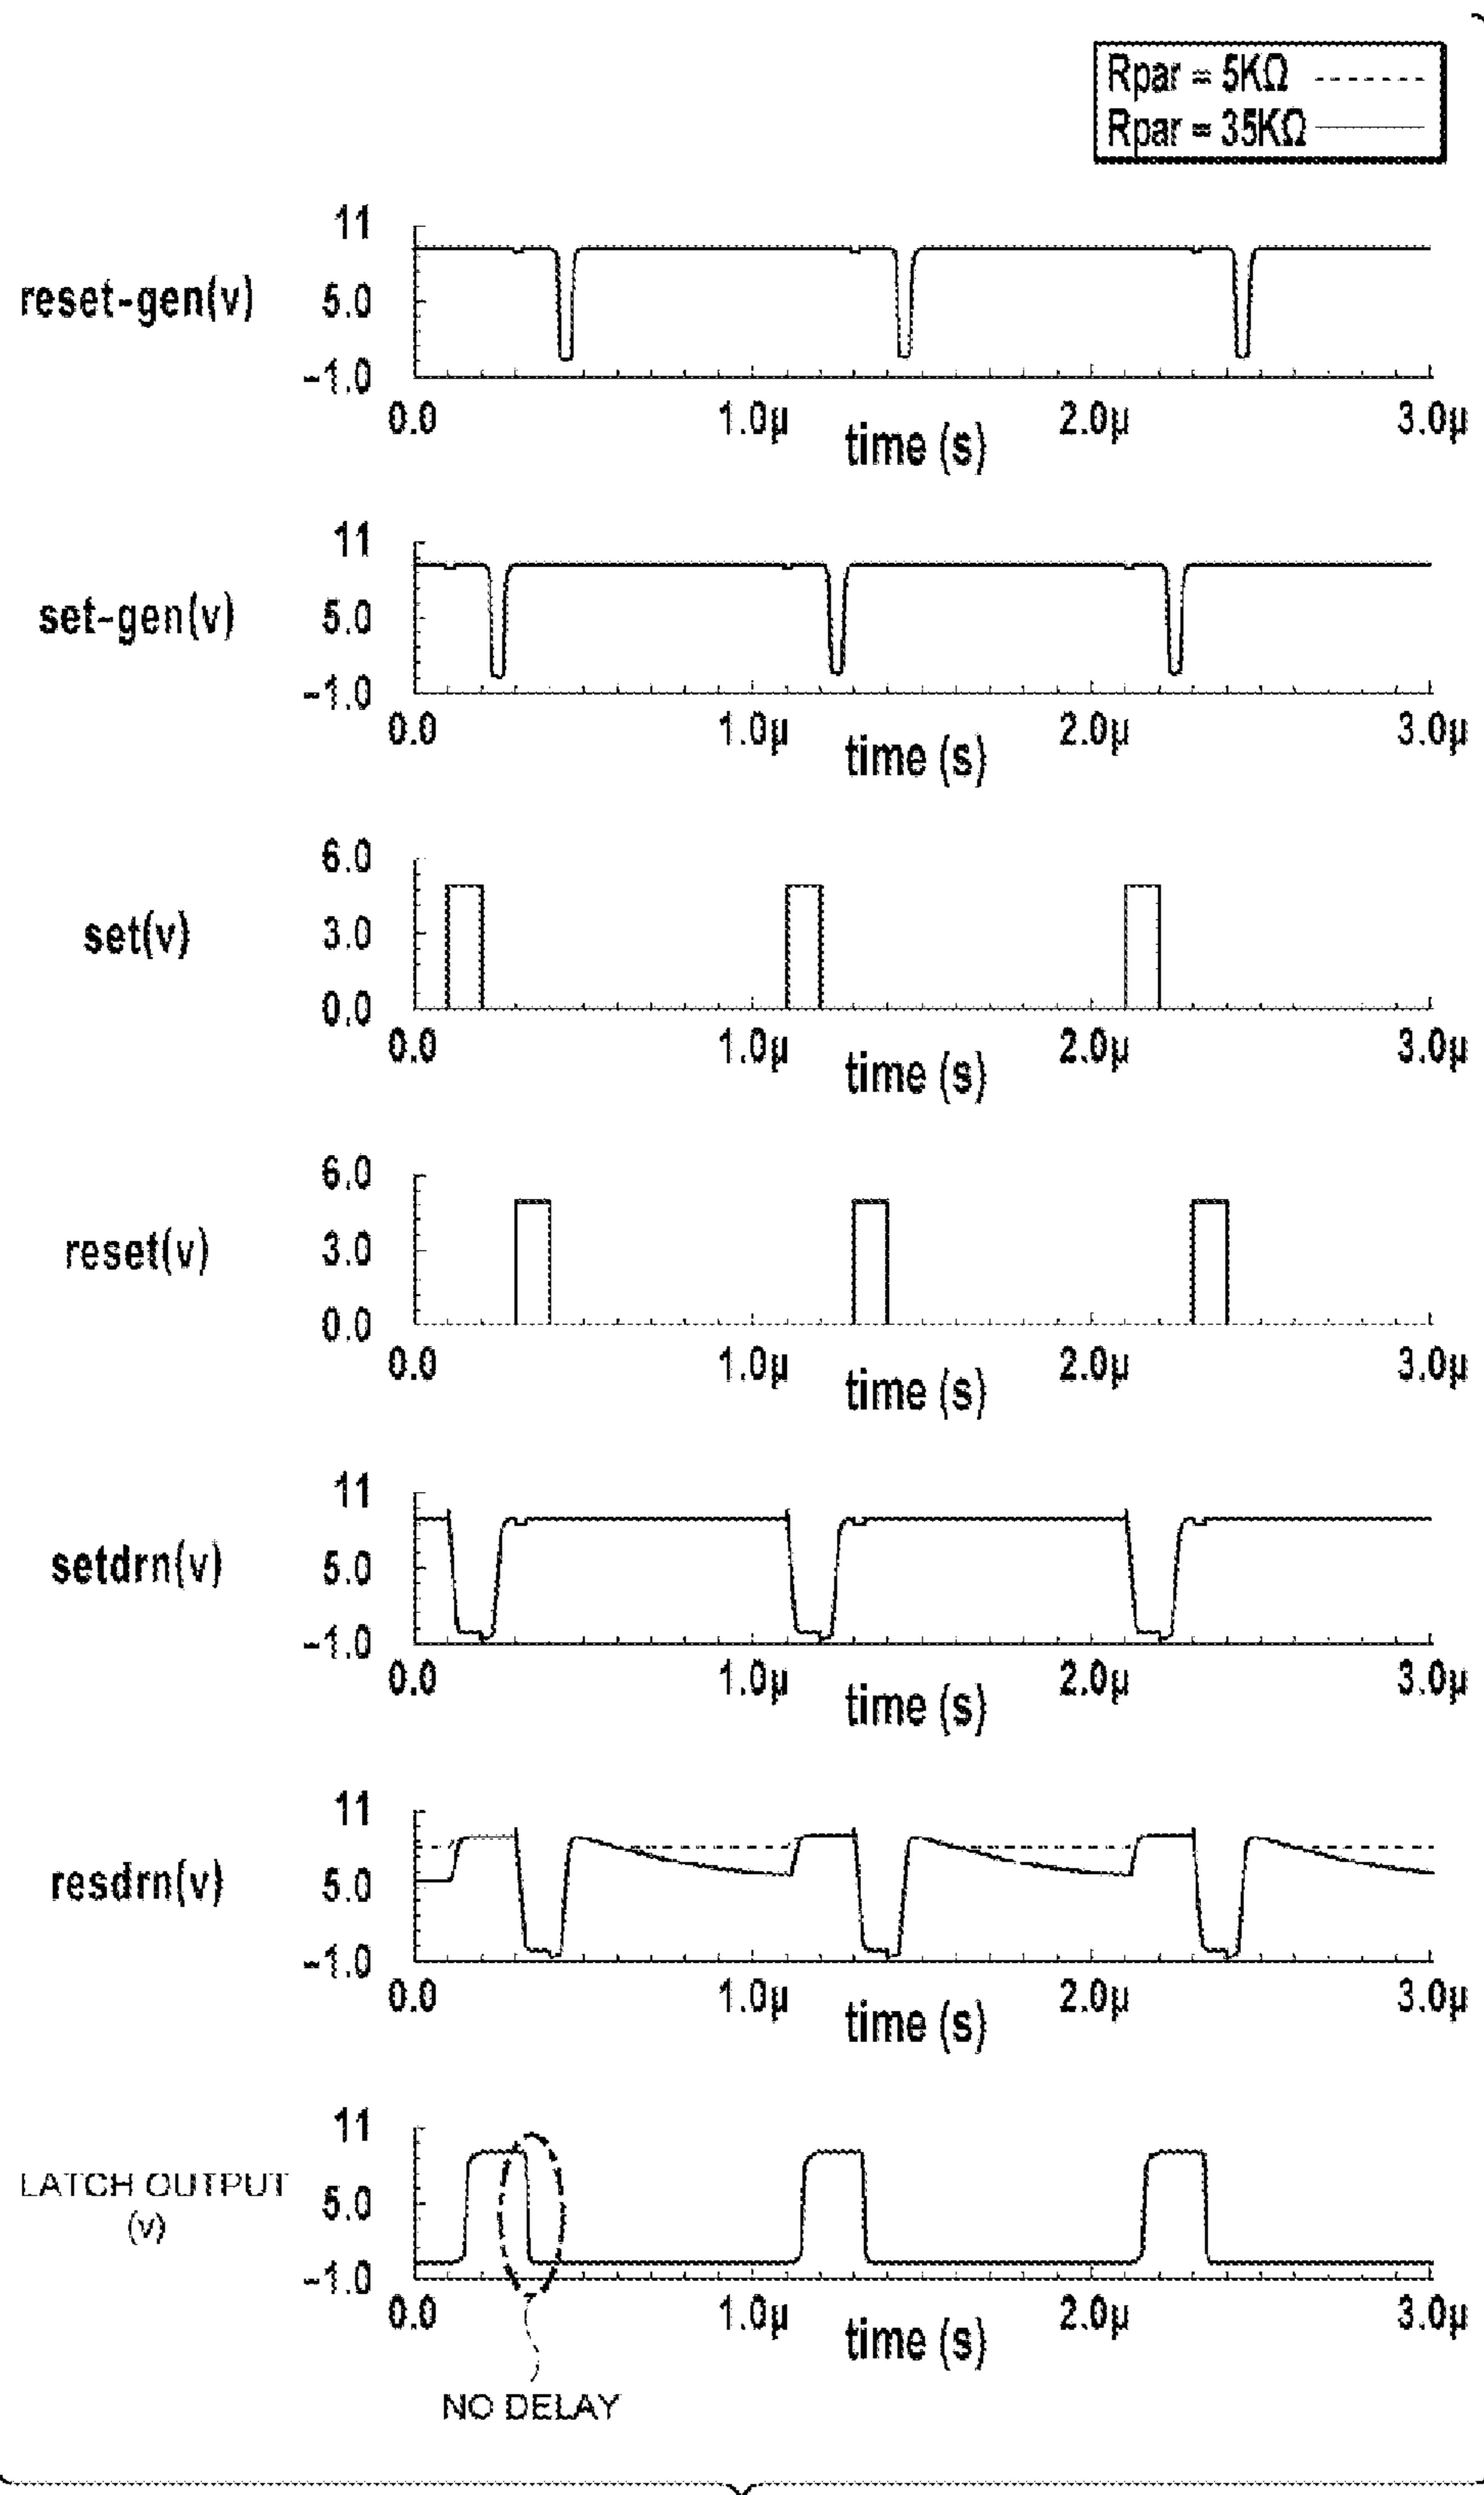 Rpar = 5KΩ
Rpar = 35KΩ
reset-gen(v)
11
5.0
-1.0
0.0 1.0µ 2.0µ 3.0µ
time (s)
set-gen(v)
11
5.0
-1.0
0.0 1.0µ 2.0µ 3.0µ
time (s)
set(v)
6.0
3.0
0.0
0.0 1.0µ 2.0µ 3.0µ
time (s)
reset(v)
6.0
3.0
0.0
0.0 1.0µ 2.0µ 3.0µ
time (s)
setdrn(v)
11
5.0
-1.0
0.0 1.0µ 2.0µ 3.0µ
time (s)
resdrn(v)
11
5.0
-1.0
0.0 1.0µ 2.0µ 3.0µ
time (s)
LATCH OUTPUT
(v)
11
5.0
-1.0
0.0 1.0µ 2.0µ 3.0µ
time (s)
NO DELAY